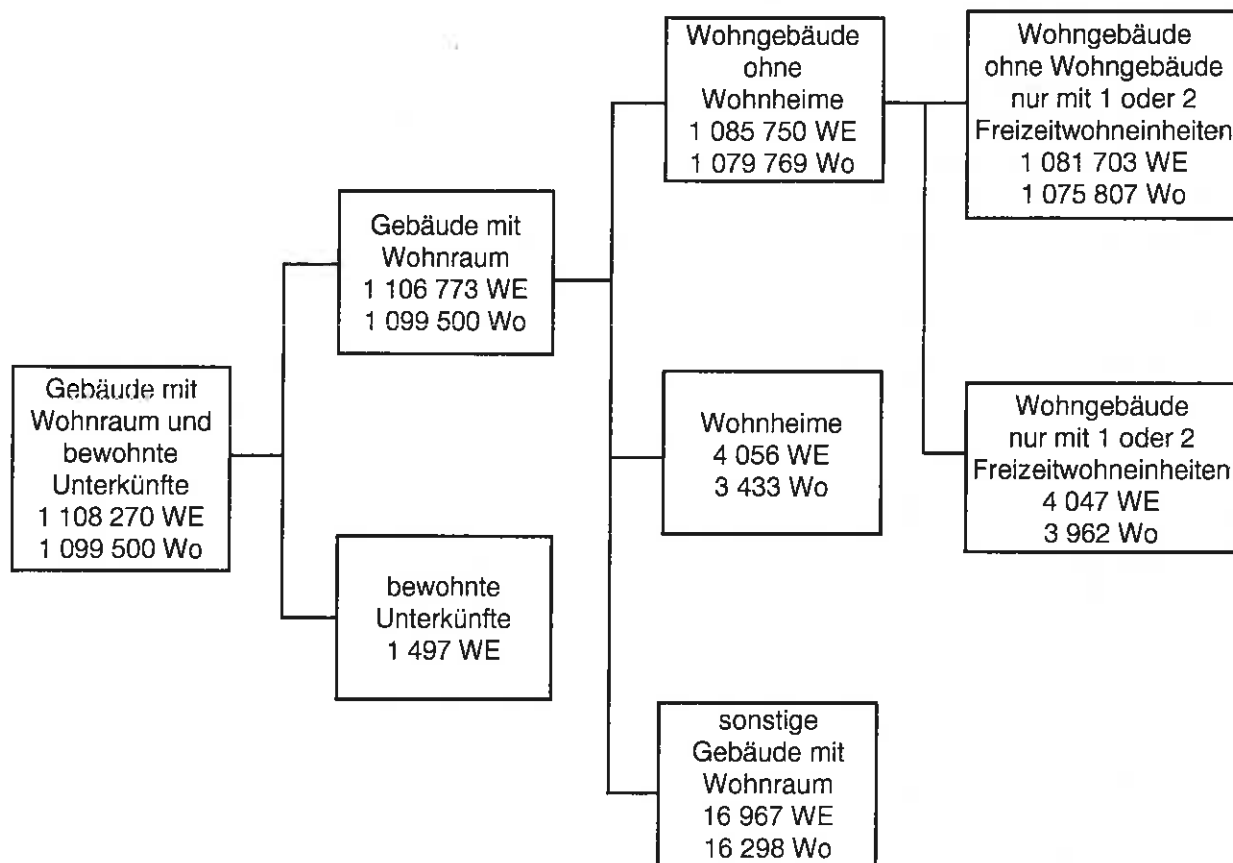 Wohngebäude
ohne
Wohnheime
1 085 750 WE
1 079 769 Wo
Wohngebäude
ohne Wohngebäude
nur mit 1 oder 2
Freizeitwohneinheiten
1 081 703 WE
1 075 807 Wo
Gebäude mit
Wohnraum
1 106 773 WE
1 099 500 Wo
Gebäude mit
Wohnraum und
bewohnte
Unterkünfte
1 108 270 WE
1 099 500 Wo
Wohnheime
4 056 WE
3 433 Wo
Wohngebäude
nur mit 1 oder 2
Freizeitwohneinheiten
4 047 WE
3 962 Wo
bewohnte
Unterkünfte
1 497 WE
sonstige
Gebäude mit
Wohnraum
16 967 WE
16 298 Wo